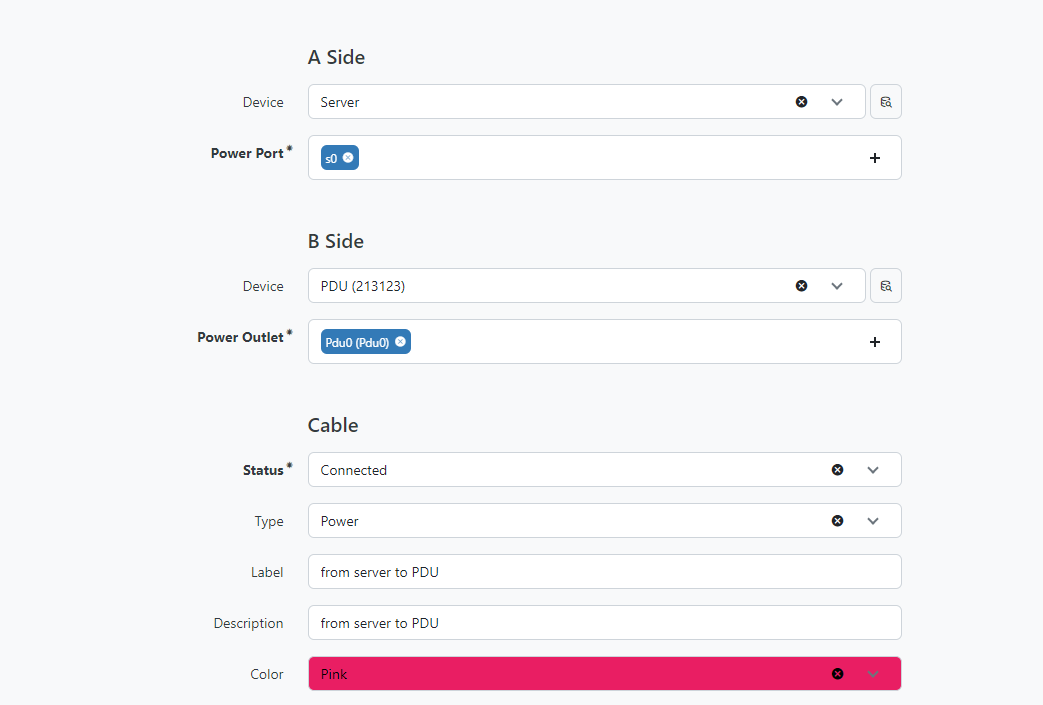 A Side
Device Server
Power Port * s0
B Side
Device PDU (213123)
Power Outlet * Pdu0 (Pdu0)
Cable
Status * Connected
Type Power
Label from server to PDU
Description from server to PDU
Color Pink